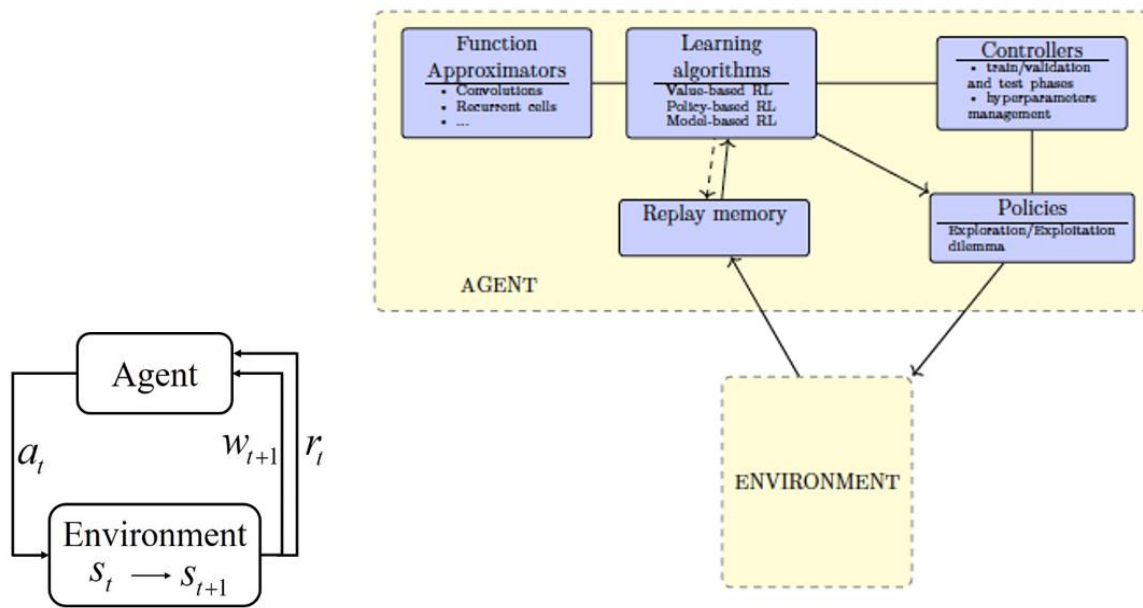 Function
Approximators
• Convolutions
• Recurrent cells
• ...
Learning
algorithms
Value-based RL
Policy-based RL
Model-based RL
Controllers
• train/validation
and test phases
• hyperparameters
management
Replay memory
Policies
Exploration/Exploitation
dilemma
AGENT
ENVIRONMENT
Agent
a_t
w_{t+1}
r_t
Environment
s_t → s_{t+1}